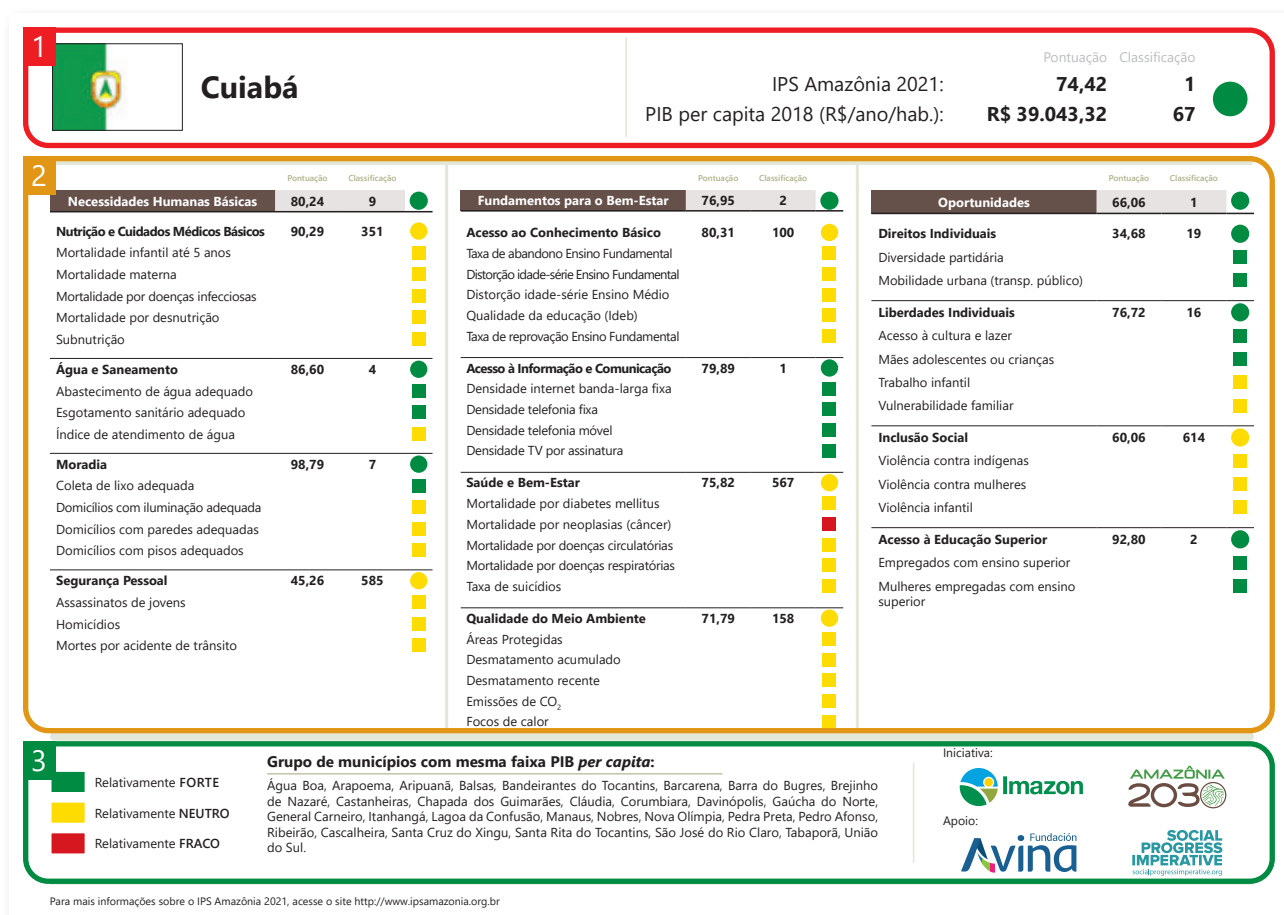 1
Cuiabá
Pontuação Classificação
IPS Amazônia 2021: 74,42 1
PIB per capita 2018 (R$/ano/hab.): R$ 39.043,32 67
2
Pontuação Classificação
Necessidades Humanas Básicas 80,24 9
Nutrição e Cuidados Médicos Básicos 90,29 351
Mortalidade infantil até 5 anos
Mortalidade materna
Mortalidade por doenças infecciosas
Mortalidade por desnutrição
Subnutrição
Água e Saneamento 86,60 4
Abastecimento de água adequado
Esgotamento sanitário adequado
Índice de atendimento de água
Moradia 98,79 7
Coleta de lixo adequada
Domicílios com iluminação adequada
Domicílios com paredes adequadas
Domicílios com pisos adequados
Segurança Pessoal 45,26 585
Assassinatos de jovens
Homicídios
Mortes por acidente de trânsito
Pontuação Classificação
Fundamentos para o Bem-Estar 76,95 2
Acesso ao Conhecimento Básico 80,31 100
Taxa de abandono Ensino Fundamental
Distorção idade-série Ensino Fundamental
Distorção idade-série Ensino Médio
Qualidade da educação (Ideb)
Taxa de reprovação Ensino Fundamental
Acesso à Informação e Comunicação 79,89 1
Densidade internet banda-larga fixa
Densidade telefonia fixa
Densidade telefonia móvel
Densidade TV por assinatura
Saúde e Bem-Estar 75,82 567
Mortalidade por diabetes mellitus
Mortalidade por neoplasias (câncer)
Mortalidade por doenças circulatórias
Mortalidade por doenças respiratórias
Taxa de suicídios
Qualidade do Meio Ambiente 71,79 158
Áreas Protegidas
Desmatamento acumulado
Desmatamento recente
Emissões de CO₂
Focos de calor
Pontuação Classificação
Oportunidades 66,06 1
Direitos Individuais 34,68 19
Diversidade partidária
Mobilidade urbana (transp. público)
Liberdades Individuais 76,72 16
Acesso à cultura e lazer
Mães adolescentes ou crianças
Trabalho infantil
Vulnerabilidade familiar
Inclusão Social 60,06 614
Violência contra indígenas
Violência contra mulheres
Violência infantil
Acesso à Educação Superior 92,80 2
Empregados com ensino superior
Mulheres empregadas com ensino
superior
3
Relativamente FORTE
Relativamente NEUTRO
Relativamente FRACO
Grupo de municípios com mesma faixa PIB per capita:
Água Boa, Arapoema, Aripuanã, Balsas, Bandeirantes do Tocantins, Barcarena, Barra do Bugres, Brejinho
de Nazaré, Castanheiras, Chapada dos Guimarães, Cláudia, Corumbiara, Davinópolis, Gaúcha do Norte,
General Carneiro, Itanhangá, Lagoa da Confusão, Manaus, Nobres, Nova Olímpia, Pedra Preta, Pedro Afonso,
Ribeirão, Cascalheira, Santa Cruz do Xingu, Santa Rita do Tocantins, São José do Rio Claro, Tabaporã, União
do Sul.
Iniciativa:
Imazon
AMAZÔNIA
2030
Apoio:
Fundación
Avina
SOCIAL
PROGRESS
IMPERATIVE
socialprogressimperative.org
Para mais informações sobre o IPS Amazônia 2021, acesse o site http://www.ipsamazonia.org.br